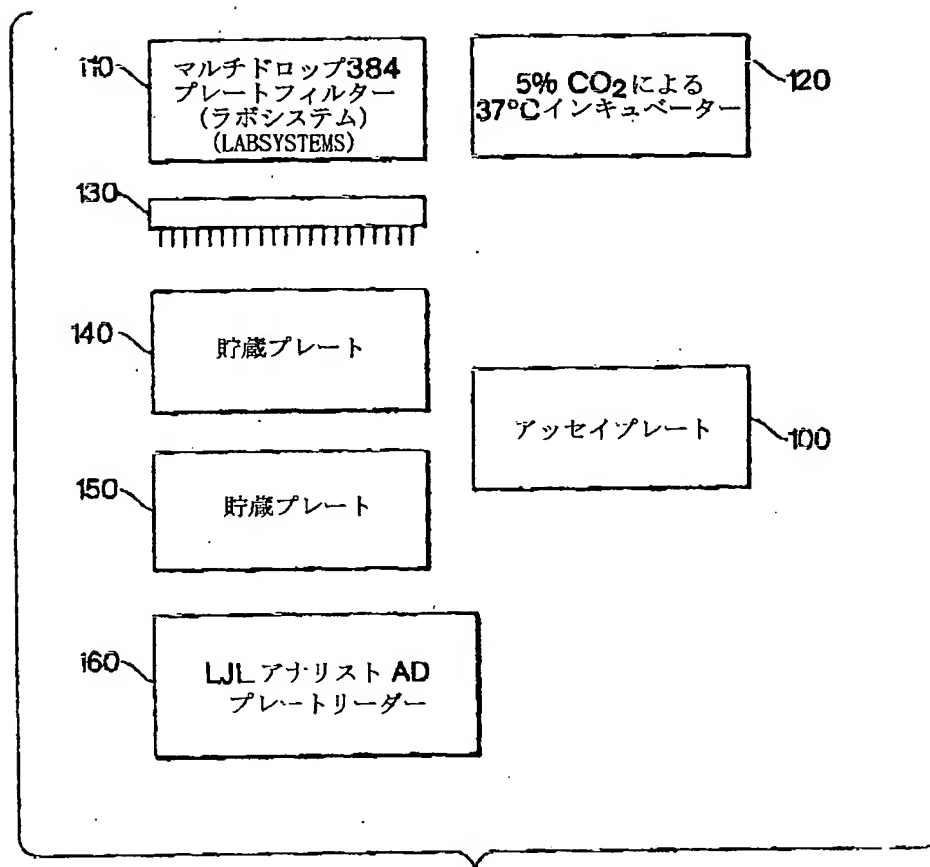 110
マルチドロップ384
プレートフィルター
(ラボシステム)
(LABSYSTEMS)
5% CO2による
37°Cインキュベーター
120
130
140
貯蔵プレート
アッセイプレート
100
150
貯蔵プレート
160
LJLアナリスト AD
プレートリーダー